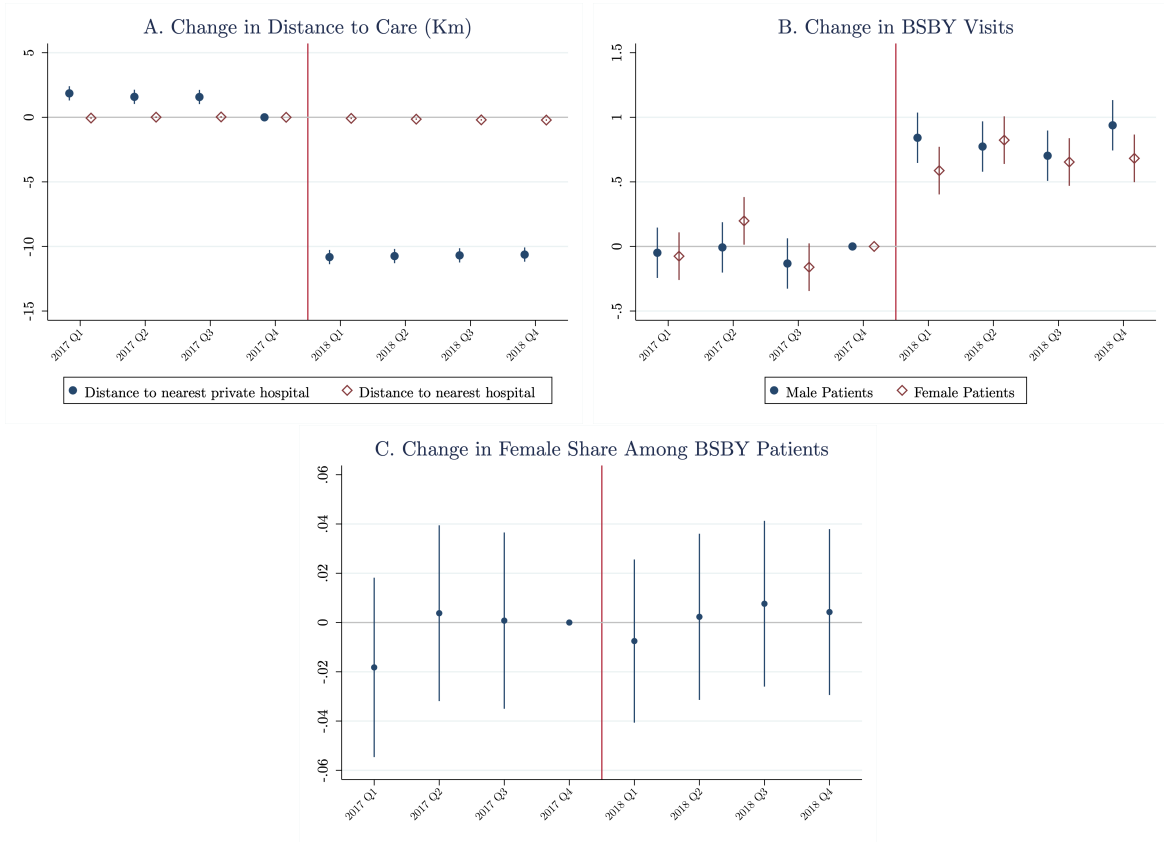 A. Change in Distance to Care (Km)
5
0
-5
-10
-15
2017 Q1
2017 Q2
2017 Q3
2017 Q4
2018 Q1
2018 Q2
2018 Q3
2018 Q4
Distance to nearest private hospital
Distance to nearest hospital
B. Change in BSBY Visits
1.5
1
.5
0
-.5
2017 Q1
2017 Q2
2017 Q3
2017 Q4
2018 Q1
2018 Q2
2018 Q3
2018 Q4
Male Patients
Female Patients
C. Change in Female Share Among BSBY Patients
.06
.04
.02
0
-.02
-.04
-.06
2017 Q1
2017 Q2
2017 Q3
2017 Q4
2018 Q1
2018 Q2
2018 Q3
2018 Q4